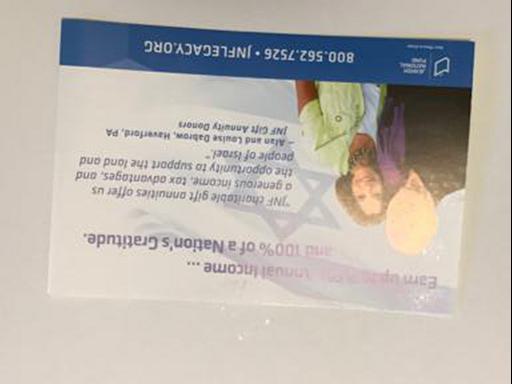 Earn up to Annual Income ...
and 100% of a Nation's Gratitude.
"JNF charitable gift annuities offer us
a generous income, tax advantages, and
the opportunity to support the land and
people of Israel."
– Alan and Louise Dabrow, Haverford, PA
JNF Gift Annuity Donors
JEWISH
NATIONAL
FUND
800.562.7526 • JNFLEGACY.ORG